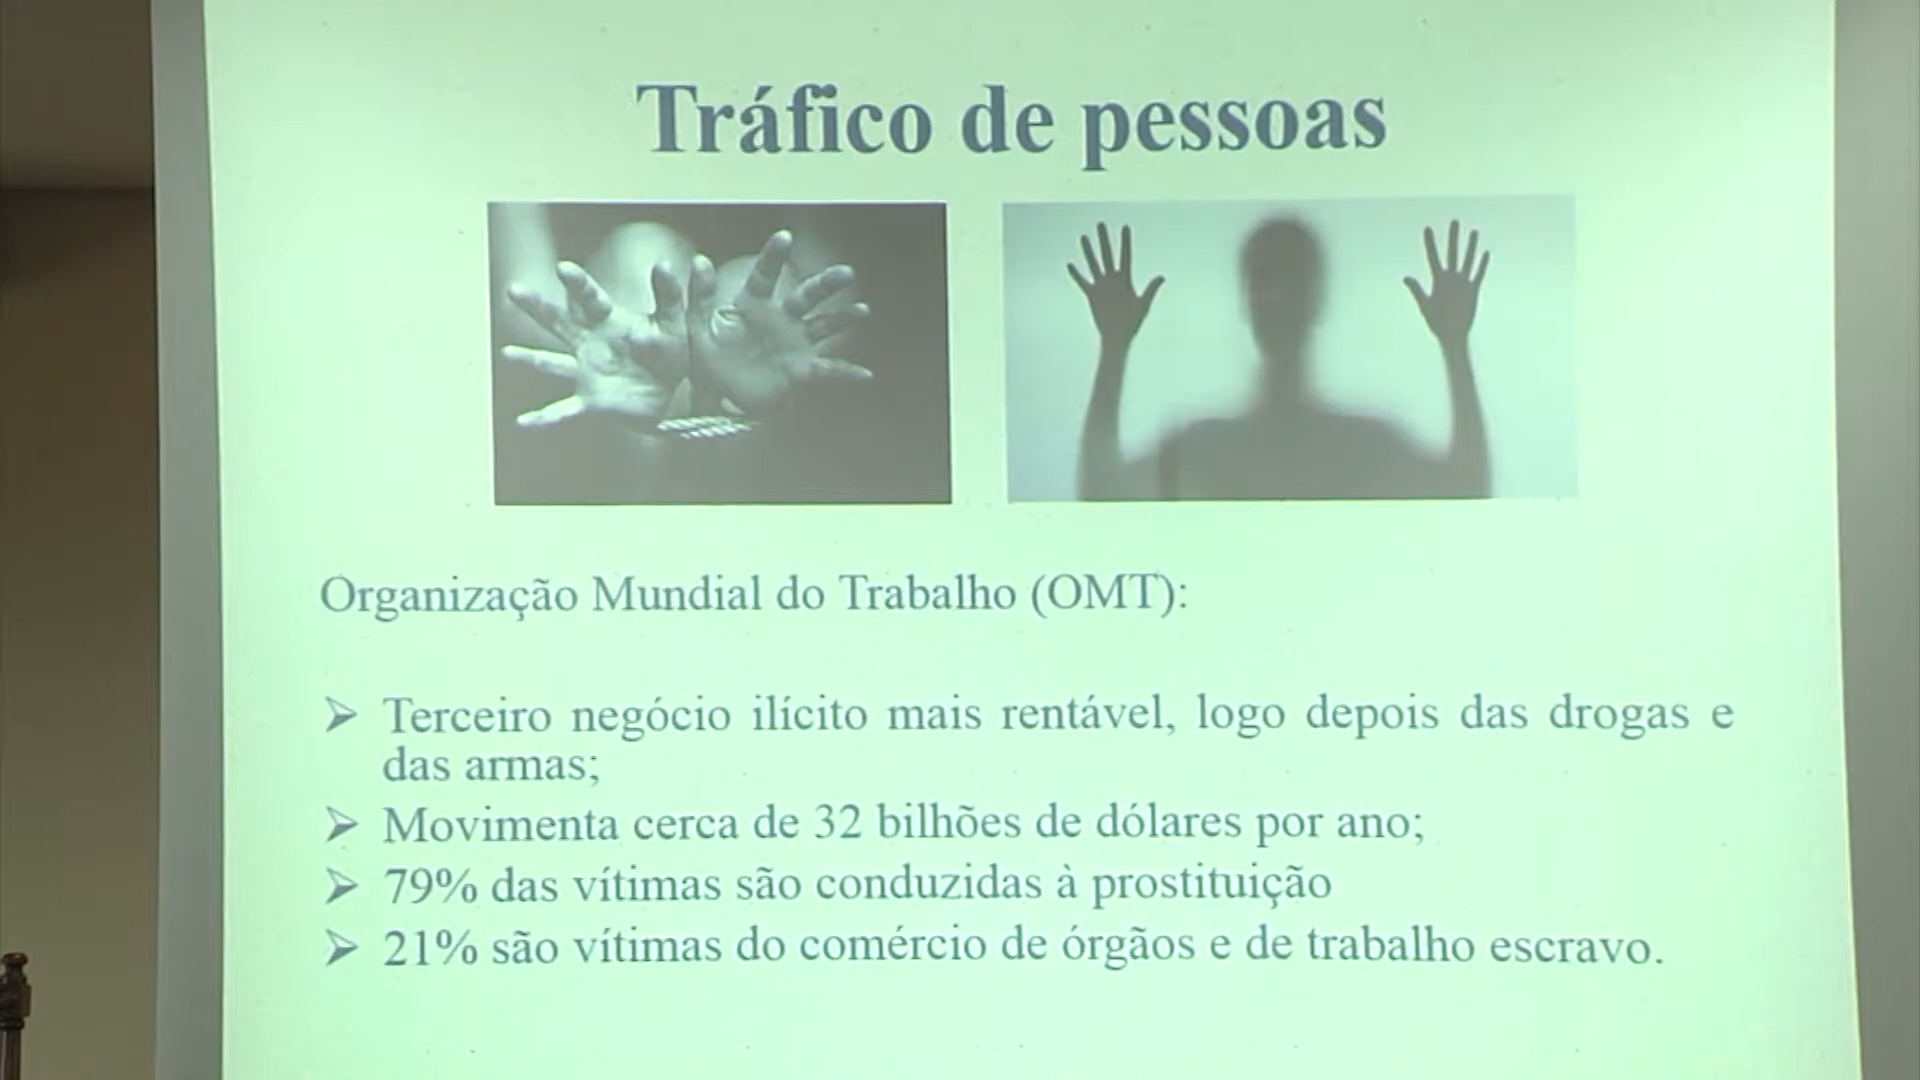 Tráfico de pessoas
Organização Mundial do Trabalho (OMT):
➢ Terceiro negócio ilícito mais rentável, logo depois das drogas e
das armas;
➢ Movimenta cerca de 32 bilhões de dólares por ano;
➢ 79% das vítimas são conduzidas à prostituição
➢ 21% são vítimas do comércio de órgãos e de trabalho escravo.